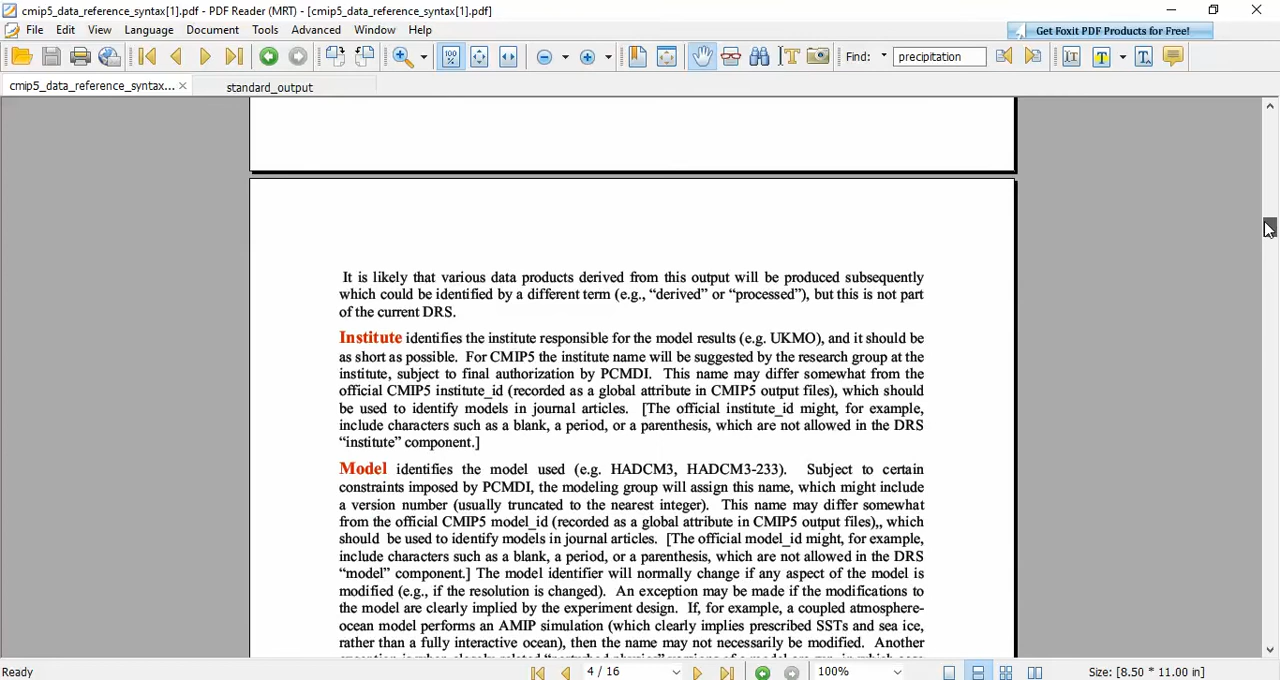 cmip5_data_reference_syntax[1].pdf - PDF Reader (MRT) - [cmip5_data_reference_syntax[1].pdf]
File Edit View Language Document Tools Advanced Window Help
Get Foxit PDF Products for Free!
Find: precipitation
cmip5_data_reference_syntax... standard_output
It is likely that various data products derived from this output will be produced subsequently
which could be identified by a different term (e.g., “derived” or “processed”), but this is not part
of the current DRS.
Institute identifies the institute responsible for the model results (e.g. UKMO), and it should be
as short as possible. For CMIP5 the institute name will be suggested by the research group at the
institute, subject to final authorization by PCMDI. This name may differ somewhat from the
official CMIP5 institute_id (recorded as a global attribute in CMIP5 output files), which should
be used to identify models in journal articles. [The official institute_id might, for example,
include characters such as a blank, a period, or a parenthesis, which are not allowed in the DRS
“institute” component.]
Model identifies the model used (e.g. HADCM3, HADCM3-233). Subject to certain
constraints imposed by PCMDI, the modeling group will assign this name, which might include
a version number (usually truncated to the nearest integer). This name may differ somewhat
from the official CMIP5 model_id (recorded as a global attribute in CMIP5 output files),, which
should be used to identify models in journal articles. [The official model_id might, for example,
include characters such as a blank, a period, or a parenthesis, which are not allowed in the DRS
“model” component.] The model identifier will normally change if any aspect of the model is
modified (e.g., if the resolution is changed). An exception may be made if the modifications to
the model are clearly implied by the experiment design. If, for example, a coupled atmosphere-
ocean model performs an AMIP simulation (which clearly implies prescribed SSTs and sea ice,
rather than a fully interactive ocean), then the name may not necessarily be modified. Another
Ready 4 / 16 100% Size: [8.50 * 11.00 in]